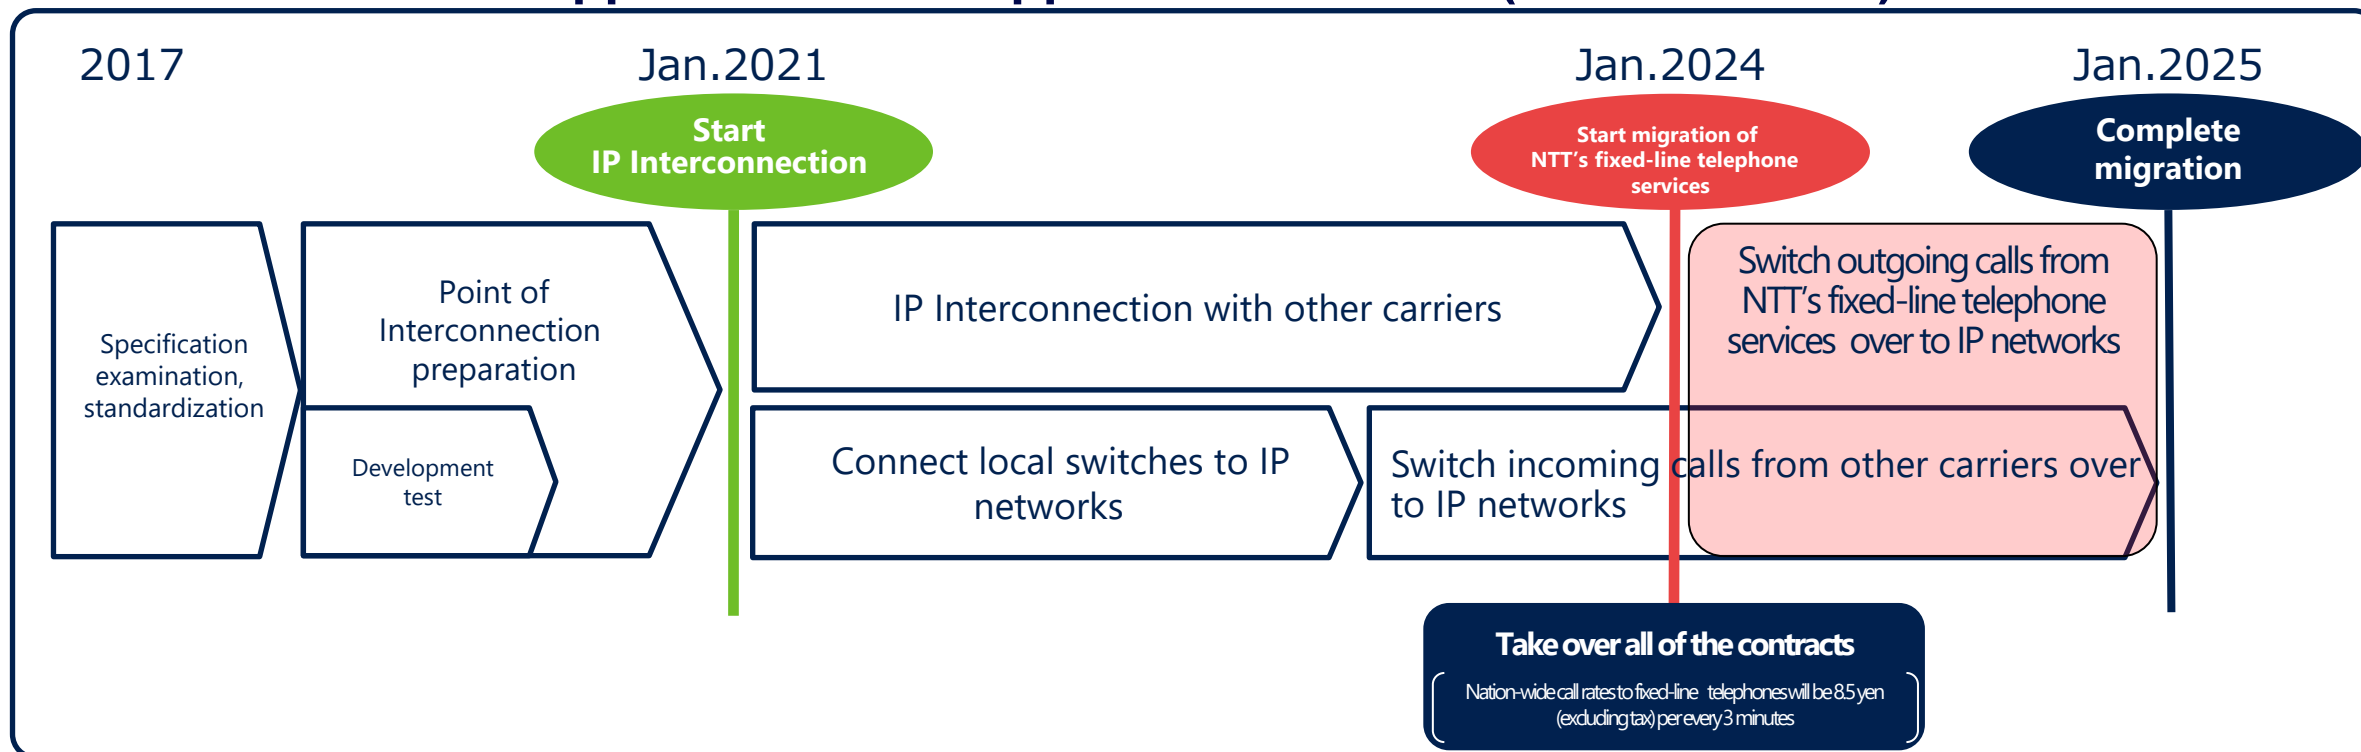 2017
Jan.2021
Jan.2024
Jan.2025
Start
IP Interconnection
Start migration of
NTT's fixed-line telephone
services
Complete
migration
Specification
examination,
standardization
Point of
Interconnection
preparation
Development
test
IP Interconnection with other carriers
Connect local switches to IP
networks
Switch outgoing calls from
NTT's fixed-line telephone
services over to IP networks
Switch incoming calls from other carriers over
to IP networks
Take over all of the contracts
Nation-wide call rates to fixed-line telephones will be 8.5 yen
(excluding tax) per every 3 minutes